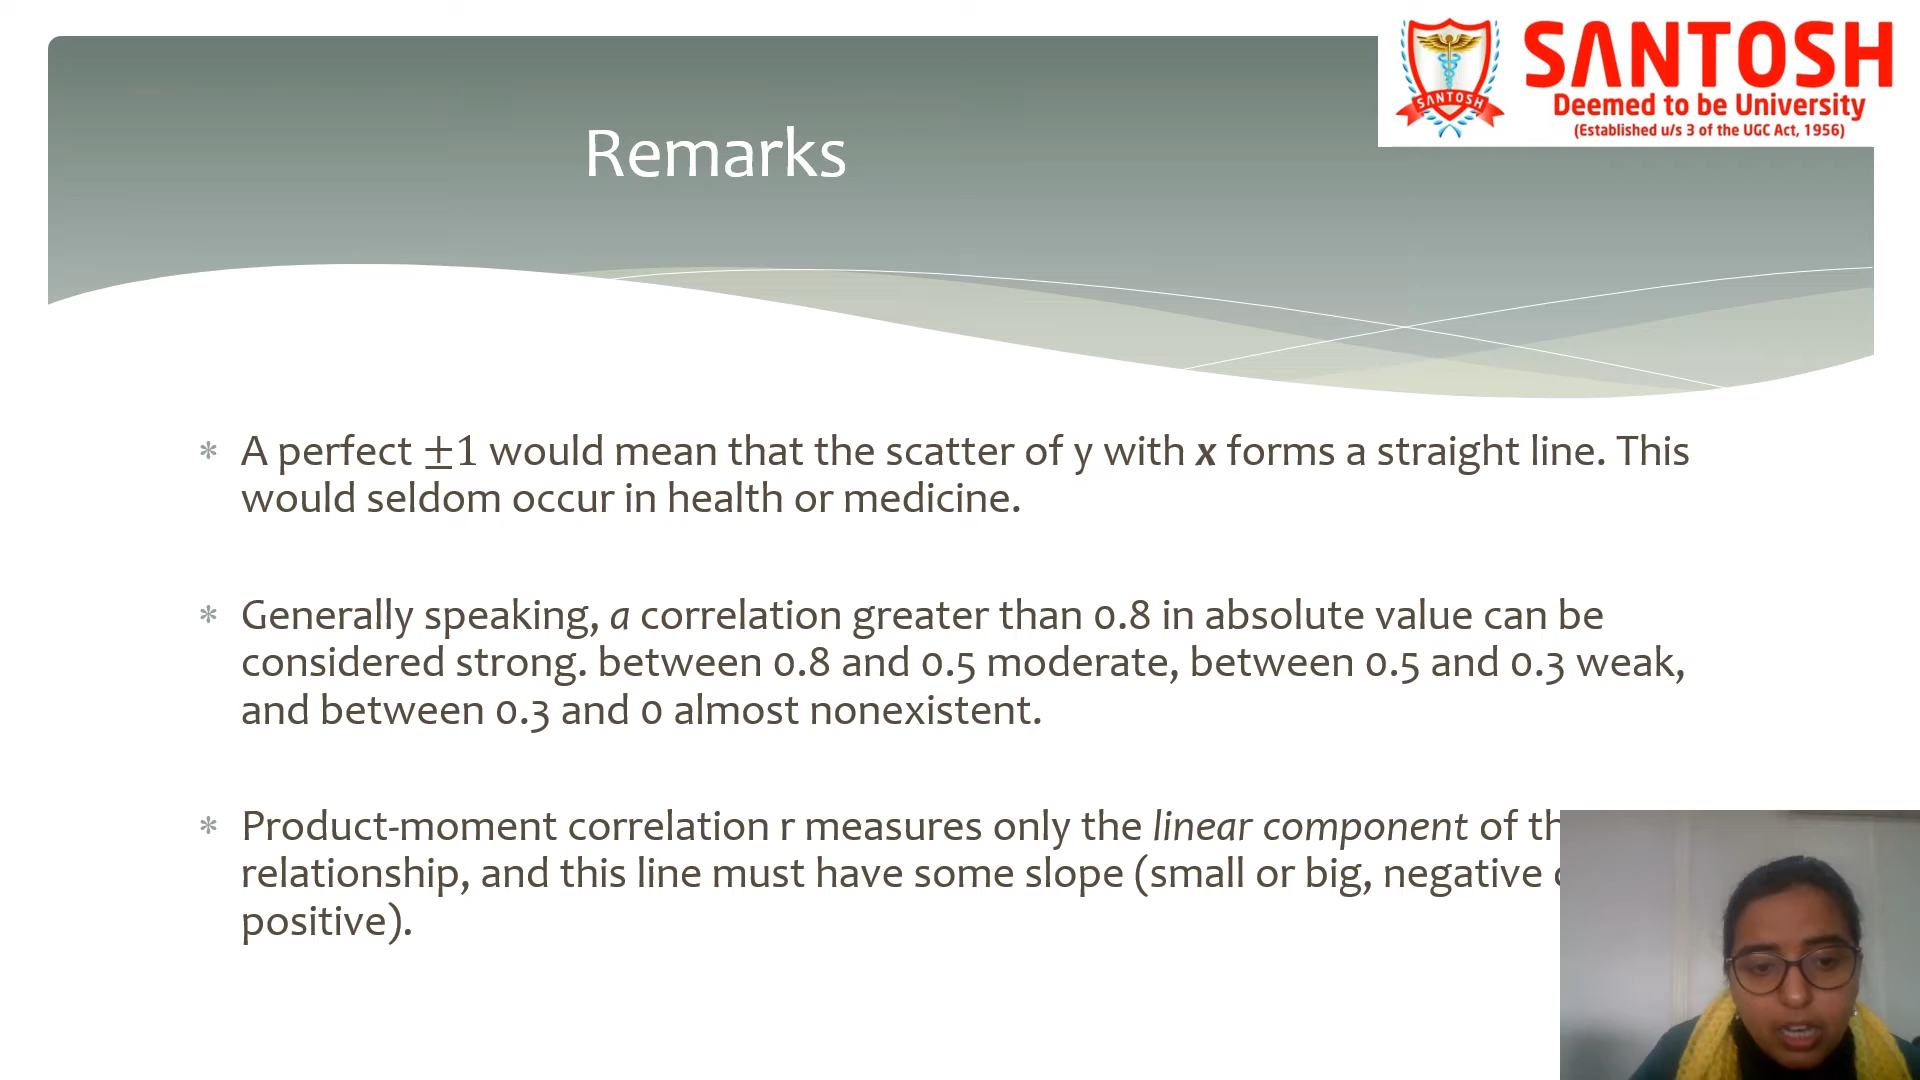 SANTOSH
Deemed to be University
(Established u/s 3 of the UGC Act, 1956)
SANTOSH
Remarks
* A perfect ±1 would mean that the scatter of y with x forms a straight line. This
would seldom occur in health or medicine.
* Generally speaking, a correlation greater than 0.8 in absolute value can be
considered strong. between 0.8 and 0.5 moderate, between 0.5 and 0.3 weak,
and between 0.3 and 0 almost nonexistent.
* Product-moment correlation r measures only the linear component of
relationship, and this line must have some slope (small or big, negative
positive).